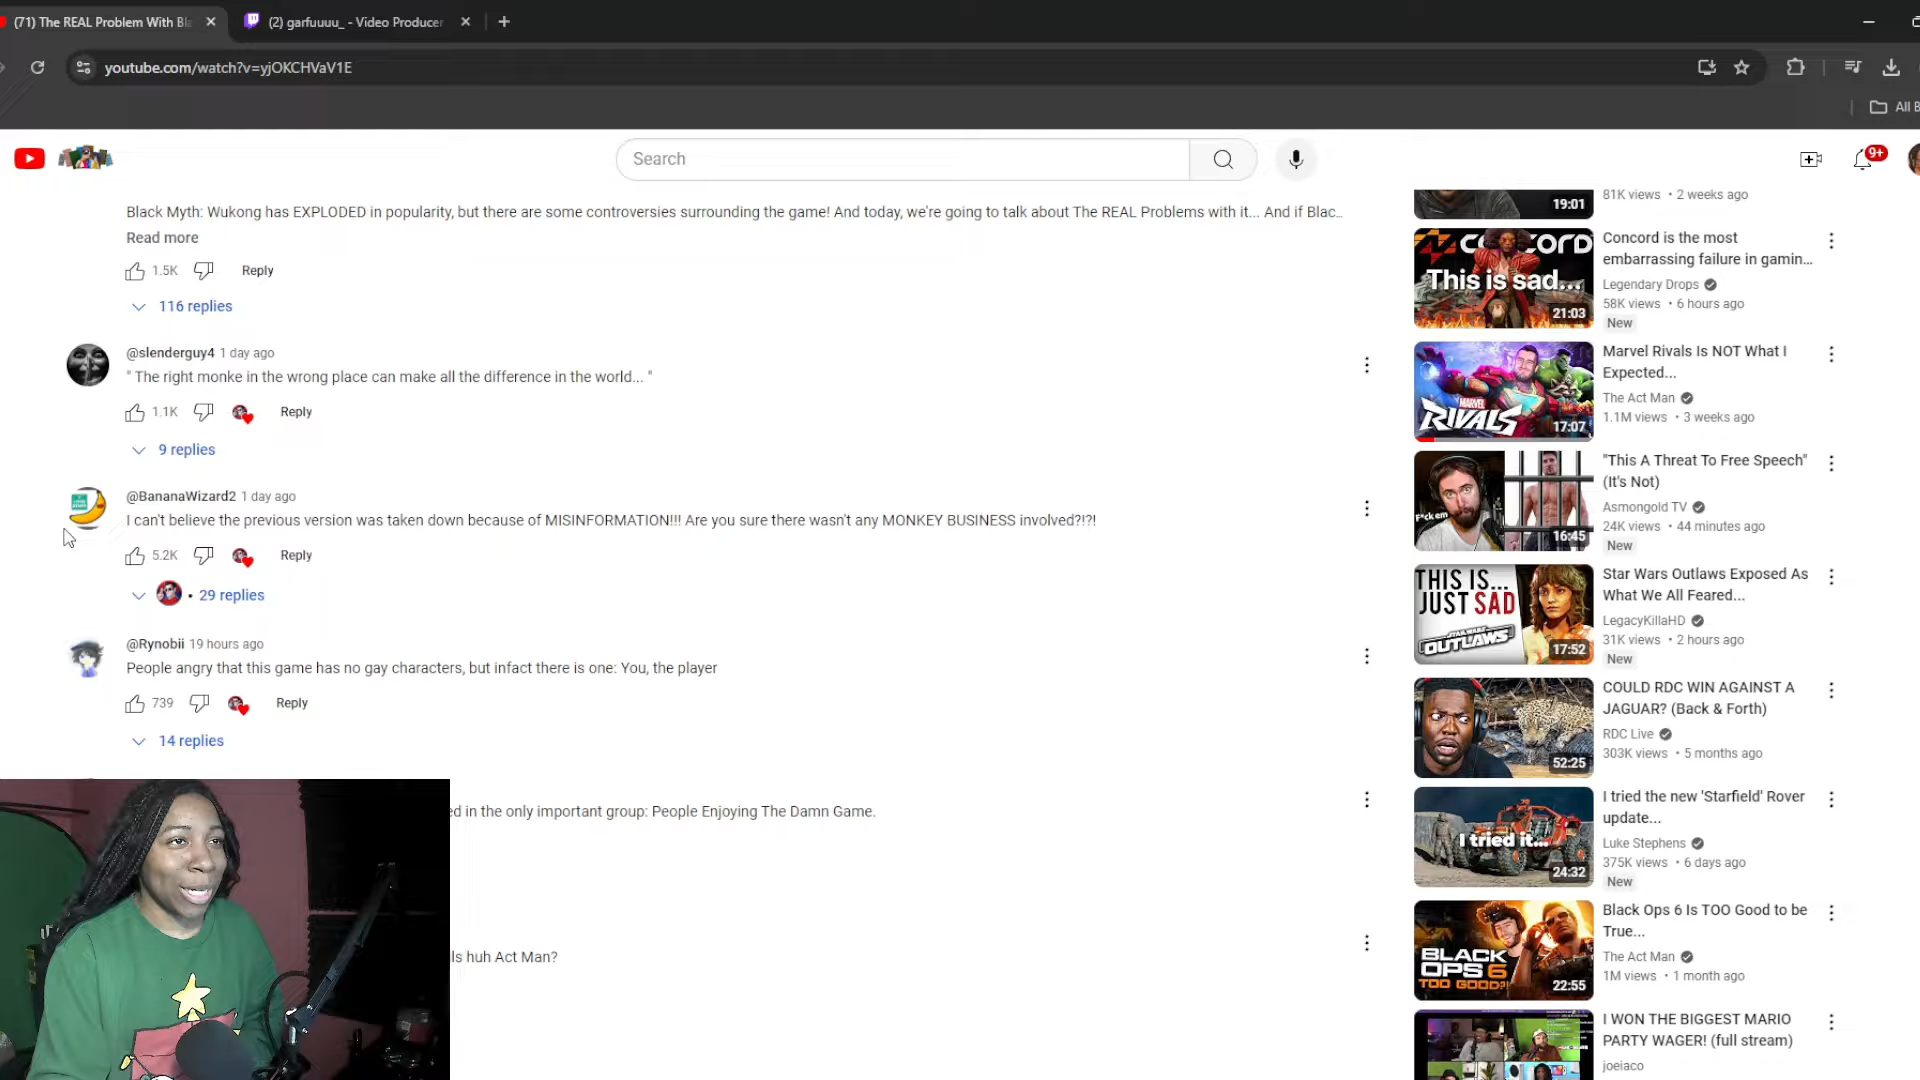 (71) The REAL Problem With Bla
(2) garfuuuu_ - Video Producer
youtube.com/watch?v=yjOKCHVaV1E
All B
Search
9+
Black Myth: Wukong has EXPLODED in popularity, but there are some controversies surrounding the game! And today, we're going to talk about The REAL Problems with it... And if Blac...
Read more
1.5K Reply
116 replies
@slenderguy4 1 day ago
" The right monke in the wrong place can make all the difference in the world... "
1.1K Reply
9 replies
@BananaWizard2 1 day ago
I can't believe the previous version was taken down because of MISINFORMATION!!! Are you sure there wasn't any MONKEY BUSINESS involved?!?!
5.2K Reply
• 29 replies
@Rynobii 19 hours ago
People angry that this game has no gay characters, but infact there is one: You, the player
739 Reply
14 replies
ed in the only important group: People Enjoying The Damn Game.
ls huh Act Man?
19:01
81K views • 2 weeks ago
CONCORD
This is sad...
21:03
Concord is the most
embarrassing failure in gamin...
Legendary Drops
58K views • 6 hours ago
New
MARVEL
RIVALS
17:07
Marvel Rivals Is NOT What I
Expected...
The Act Man
1.1M views • 3 weeks ago
F*ck em
16:45
"This A Threat To Free Speech"
(It's Not)
Asmongold TV
24K views • 44 minutes ago
New
THIS IS...
JUST SAD
STAR WARS
OUTLAWS
17:52
Star Wars Outlaws Exposed As
What We All Feared...
LegacyKillaHD
31K views • 2 hours ago
New
52:25
COULD RDC WIN AGAINST A
JAGUAR? (Back & Forth)
RDC Live
303K views • 5 months ago
I tried it...
24:32
I tried the new 'Starfield' Rover
update...
Luke Stephens
375K views • 6 days ago
New
BLACK
OPS 6
TOO GOOD?!
22:55
Black Ops 6 Is TOO Good to be
True...
The Act Man
1M views • 1 month ago
I WON THE BIGGEST MARIO
PARTY WAGER! (full stream)
joeiaco